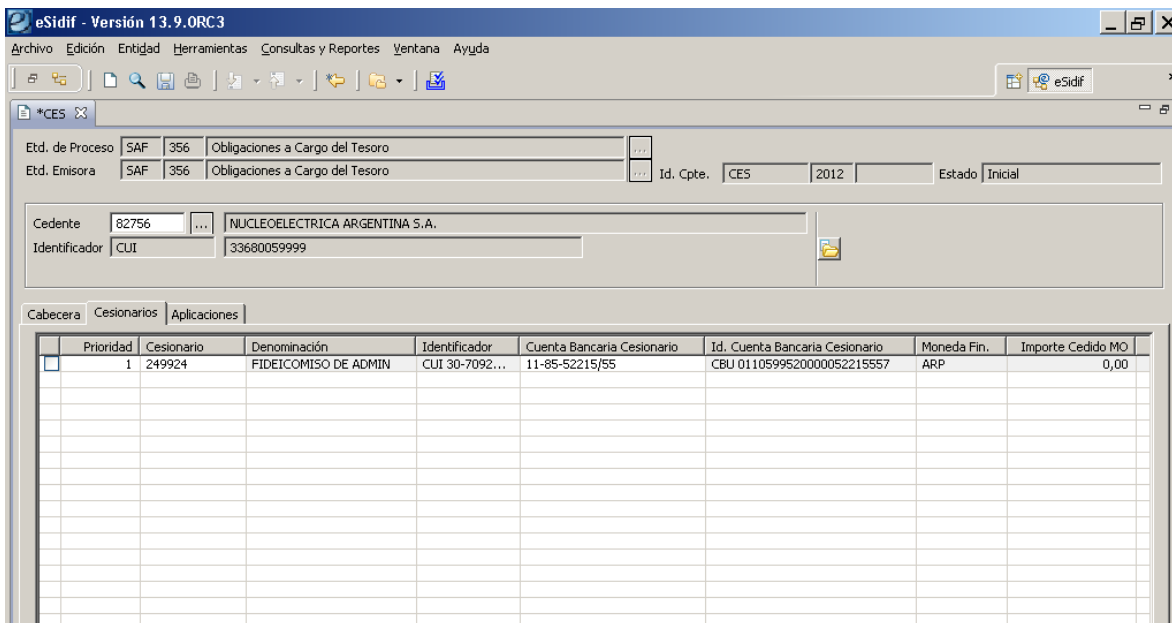 eSidif - Versión 13.9.0RC3
Archivo Edición Entidad Herramientas Consultas y Reportes Ventana Ayuda
eSidif
*CES
Etd. de Proceso SAF 356 Obligaciones a Cargo del Tesoro ...
Etd. Emisora SAF 356 Obligaciones a Cargo del Tesoro ... Id. Cpte. CES 2012 Estado Inicial
Cedente 82756 ... NUCLEOELECTRICA ARGENTINA S.A.
Identificador CUI 33680059999
Cabecera Cesionarios Aplicaciones
Prioridad Cesionario Denominación Identificador Cuenta Bancaria Cesionario Id. Cuenta Bancaria Cesionario Moneda Fin. Importe Cedido MO
1 249924 FIDEICOMISO DE ADMIN CUI 30-7092... 11-85-52215/55 CBU 0110599520000052215557 ARP 0,00